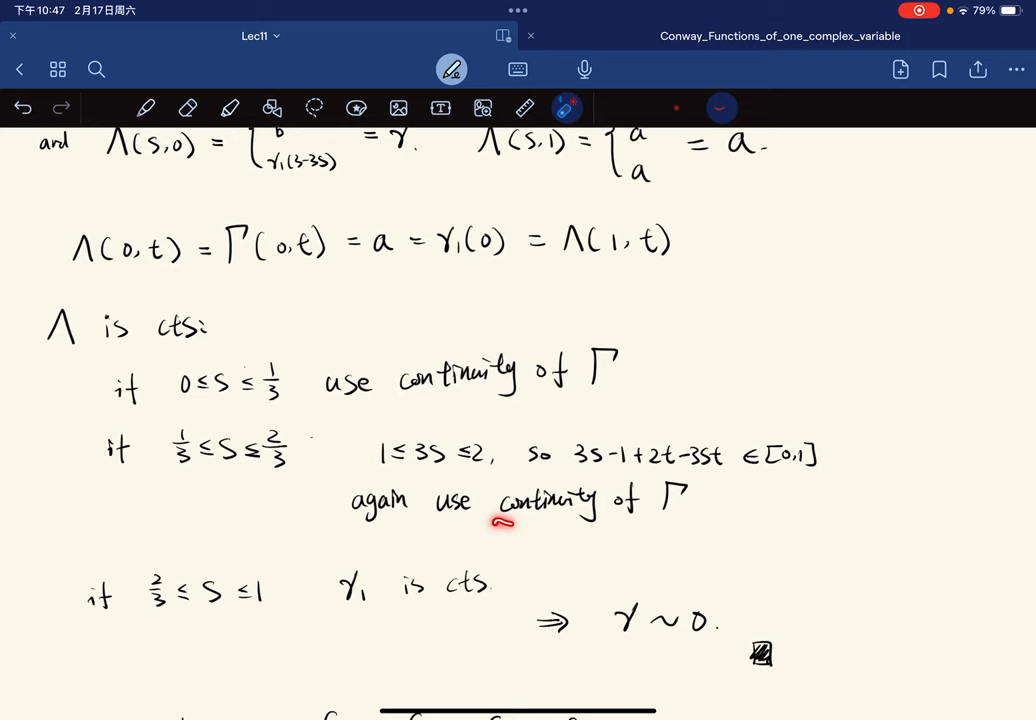 下午10:47 2月17日周六
79%
Lec11
Conway_Functions_of_one_complex_variable
and Λ(s,0) = { b = γ. Λ(s,1) = { a = a.
γ₁(3-3s) a
Λ(0,t) = Γ(0,t) = a = γ₁(0) = Λ(1,t)
Λ is cts:
if 0 ≤ s ≤ 1/3 use continuity of Γ
if 1/3 ≤ s ≤ 2/3 1 ≤ 3s ≤ 2, so 3s-1+2t-3st ∈ [0,1]
again use continuity of Γ
if 2/3 ≤ s ≤ 1 γ₁ is cts.
⇒ γ ~ 0.